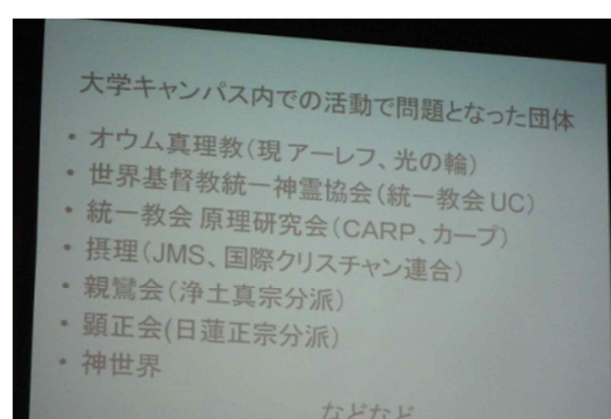 大学キャンパス内での活動で問題となった団体
• オウム真理教(現 アーレフ、光の輪)
• 世界基督教統一神霊協会(統一教会 UC)
• 統一教会 原理研究会(CARP、カープ)
• 摂理(JMS、国際クリスチャン連合)
• 親鸞会(浄土真宗分派)
• 顕正会(日蓮正宗分派)
• 神世界
などなど